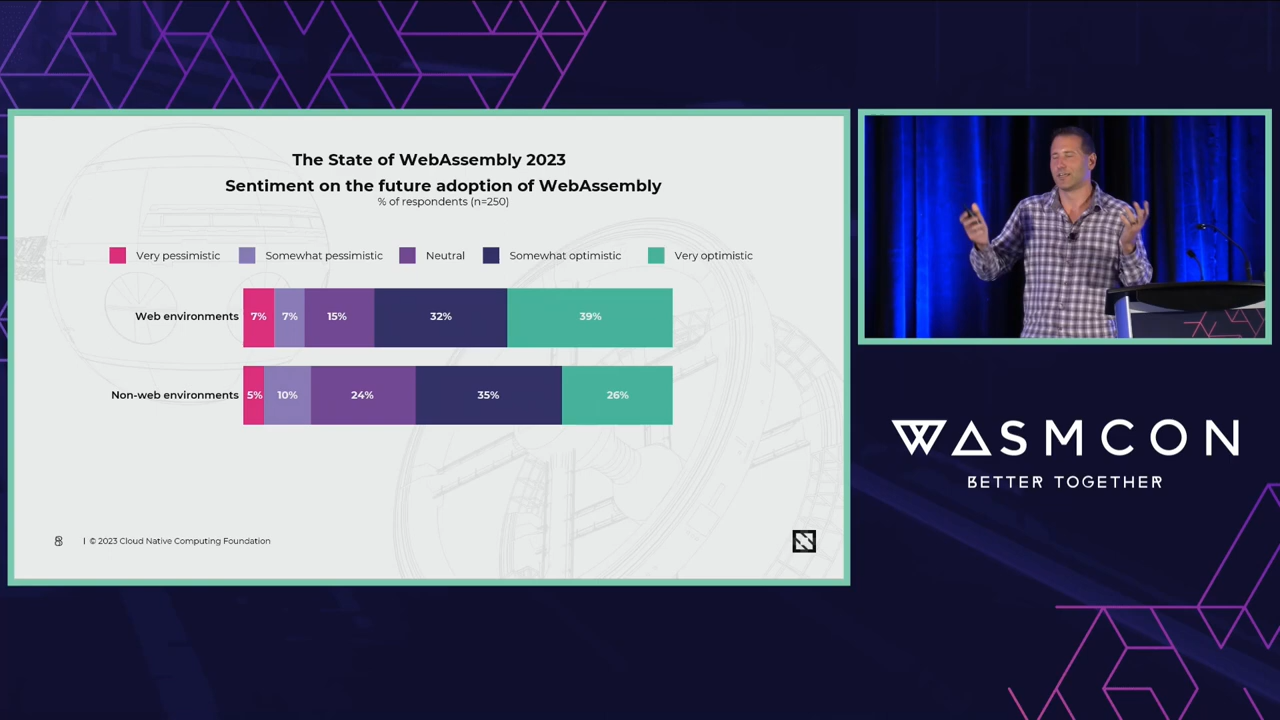 The State of WebAssembly 2023
Sentiment on the future adoption of WebAssembly
% of respondents (n=250)
Very pessimistic Somewhat pessimistic Neutral Somewhat optimistic Very optimistic
Web environments 7% 7% 15% 32% 39%
Non-web environments 5% 10% 24% 35% 26%
8 | © 2023 Cloud Native Computing Foundation
WASMCON
BETTER TOGETHER